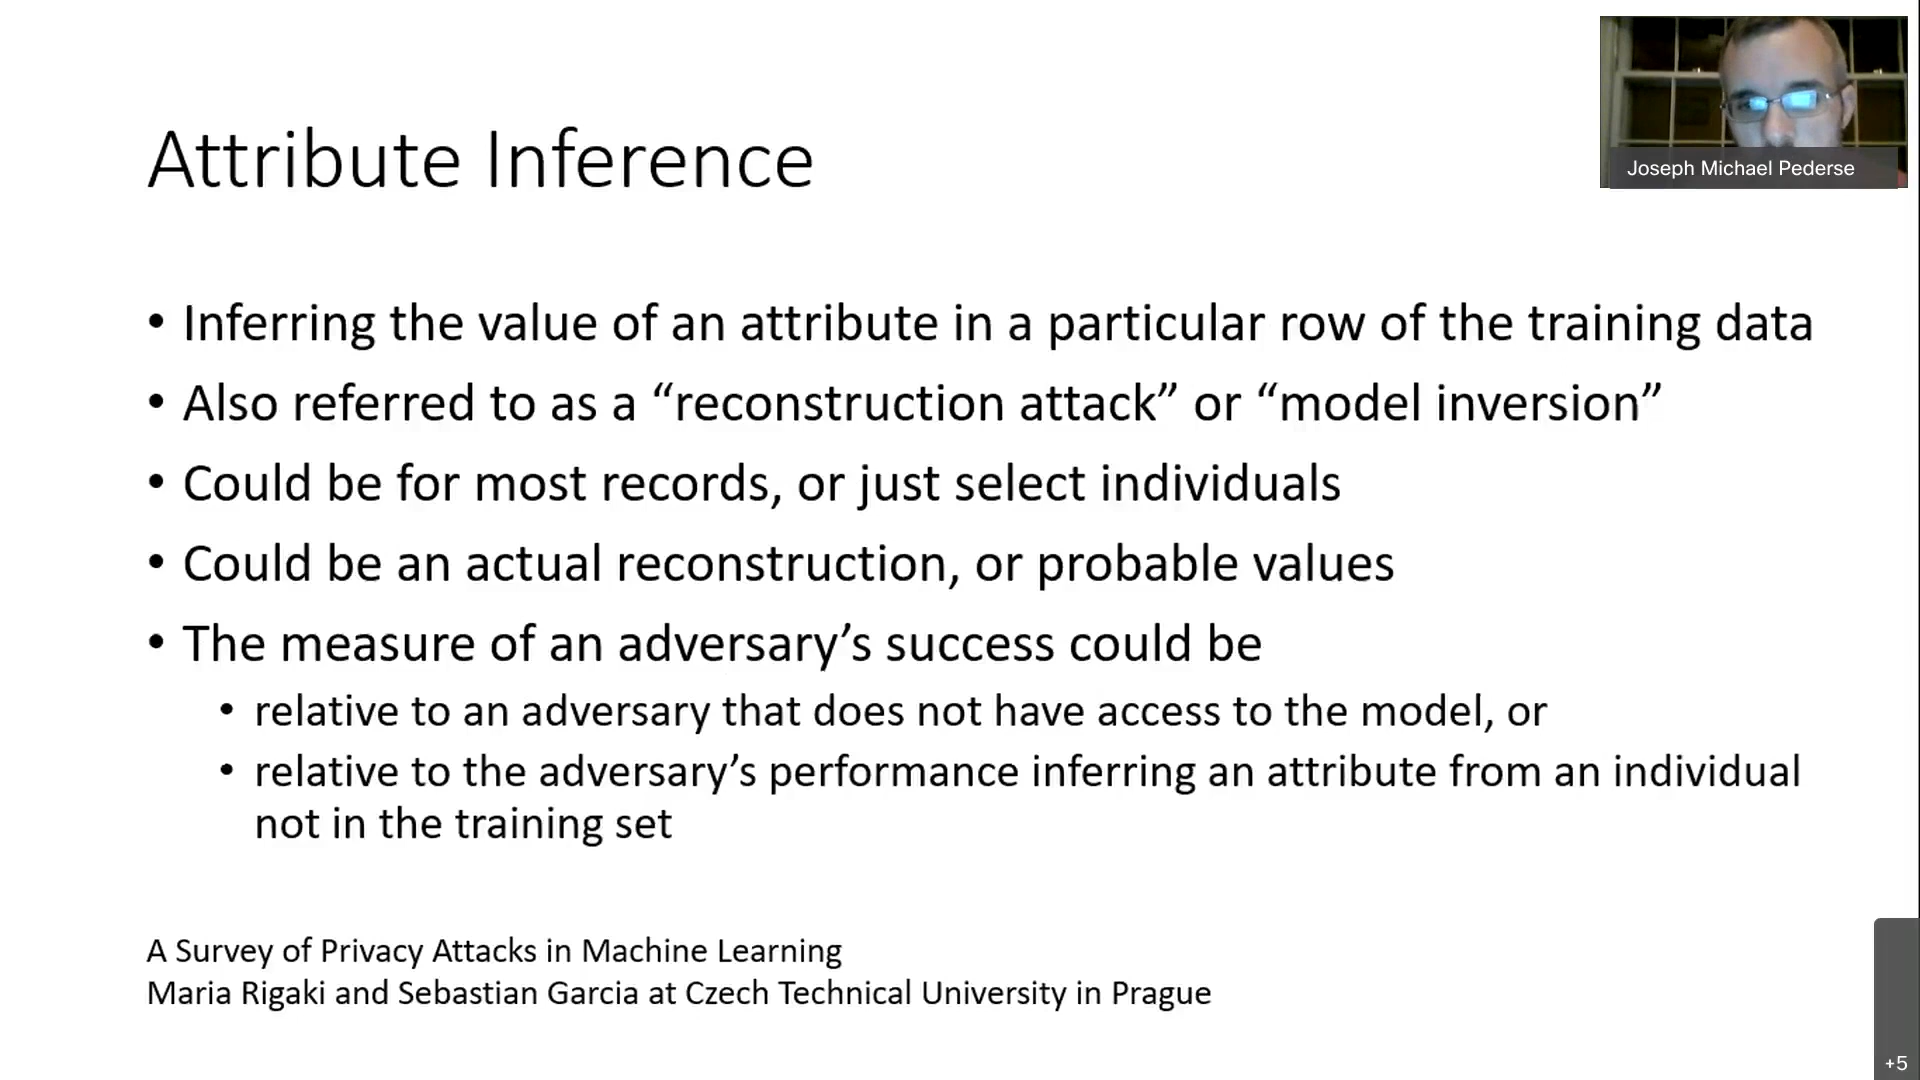 Attribute Inference
Joseph Michael Pederse
• Inferring the value of an attribute in a particular row of the training data
• Also referred to as a “reconstruction attack” or “model inversion”
• Could be for most records, or just select individuals
• Could be an actual reconstruction, or probable values
• The measure of an adversary’s success could be
• relative to an adversary that does not have access to the model, or
• relative to the adversary’s performance inferring an attribute from an individual
not in the training set
A Survey of Privacy Attacks in Machine Learning
Maria Rigaki and Sebastian Garcia at Czech Technical University in Prague
+5